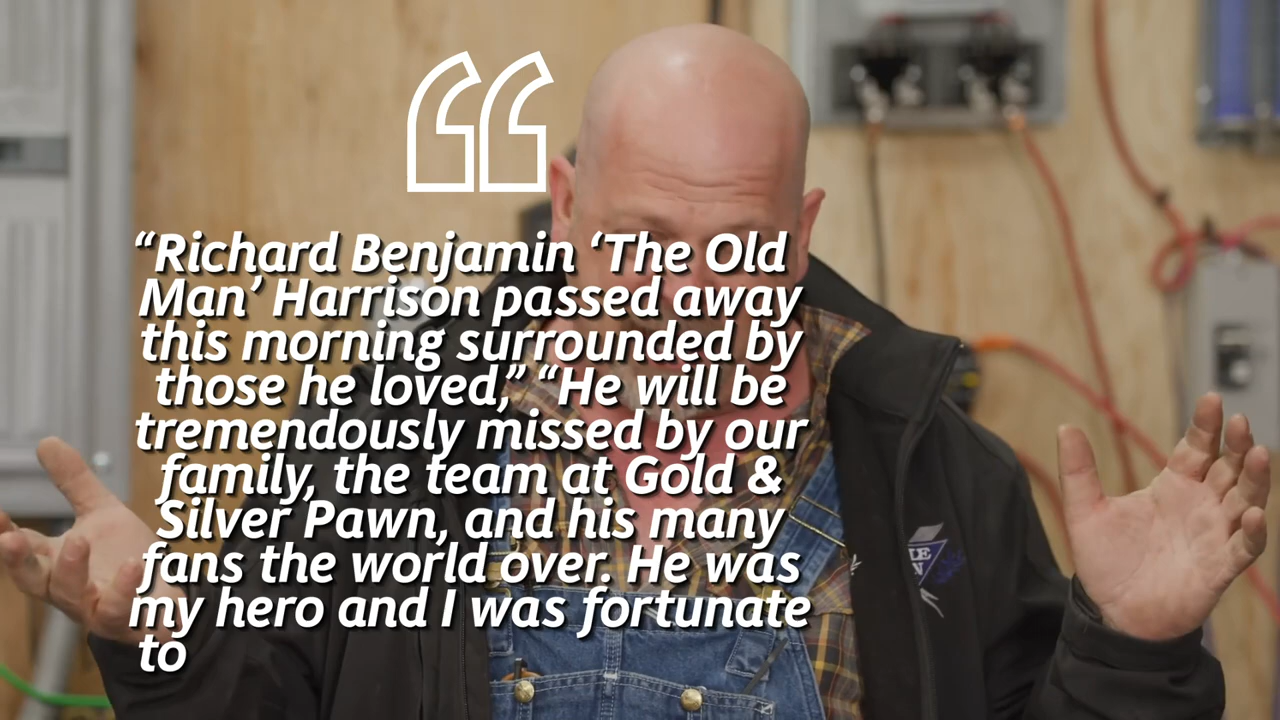 “Richard Benjamin ‘The Old
Man’ Harrison passed away
this morning surrounded by
those he loved,” “He will be
tremendously missed by our
family, the team at Gold &
Silver Pawn, and his many
fans the world over. He was
my hero and I was fortunate
to